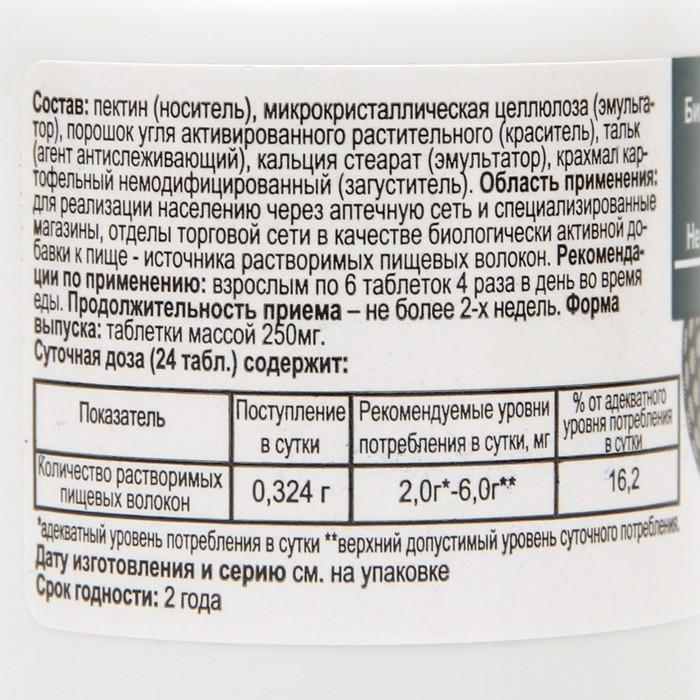 Состав: пектин (носитель), микрокристаллическая целлюлоза (эмульга-
тор), порошок угля активированного растительного (краситель), тальк
(агент антислеживающий), кальция стеарат (эмультатор), крахмал кар-
тофельный немодифицированный (загуститель). Область применения:
для реализации населению через аптечную сеть и специализированные
магазины, отделы торговой сети в качестве биологически активной до-
бавки к пище - источника растворимых пищевых волокон. Рекоменда-
ции по применению: взрослым по 6 таблеток 4 раза в день во время
еды. Продолжительность приема – не более 2-х недель. Форма
выпуска: таблетки массой 250мг.
Суточная доза (24 табл.) содержит:
Показатель
Поступление
в сутки
Рекомендуемые уровни
потребления в сутки, мг
% от адекватного
уровня потребления
в сутки
Количество растворимых
пищевых волокон
0,324 г
2,0г*-6,0г**
16,2
*адекватный уровень потребления в сутки **верхний допустимый уровень суточного потребления.
Дату изготовления и серию см. на упаковке
Срок годности: 2 года